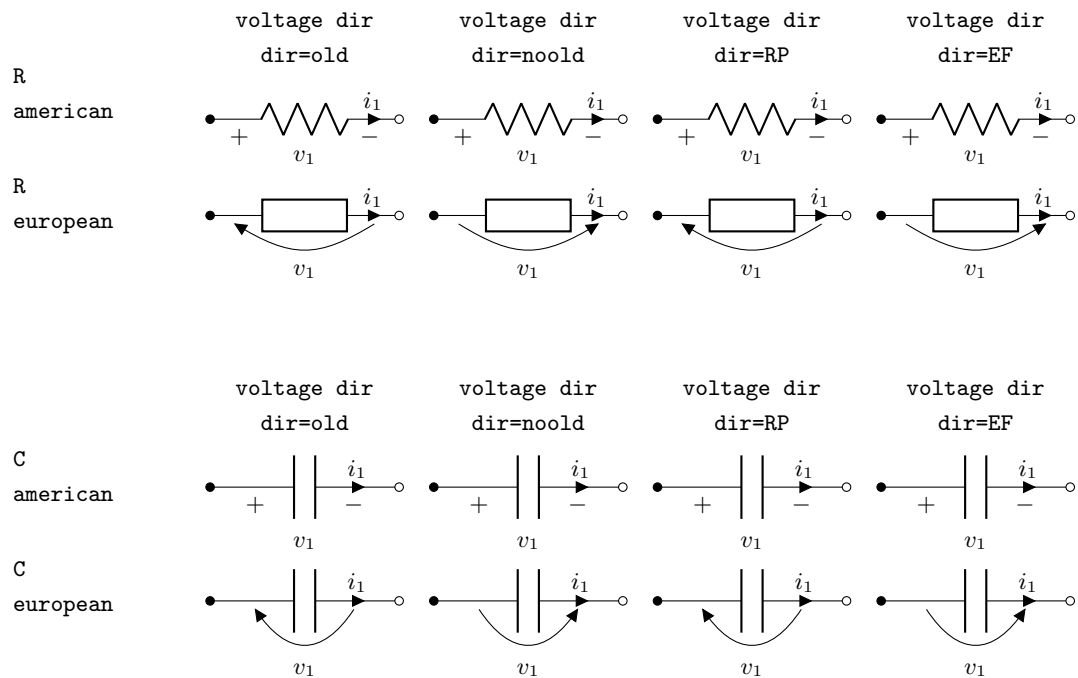 voltage dir voltage dir voltage dir voltage dir
dir=old dir=noold dir=RP dir=EF
R
american
i₁ i₁ i₁ i₁
+ − + − + − + −
v₁ v₁ v₁ v₁
R
european
i₁ i₁ i₁ i₁
v₁ v₁ v₁ v₁
voltage dir voltage dir voltage dir voltage dir
dir=old dir=noold dir=RP dir=EF
C
american
i₁ i₁ i₁ i₁
+ − + − + − + −
v₁ v₁ v₁ v₁
C
european
i₁ i₁ i₁ i₁
v₁ v₁ v₁ v₁